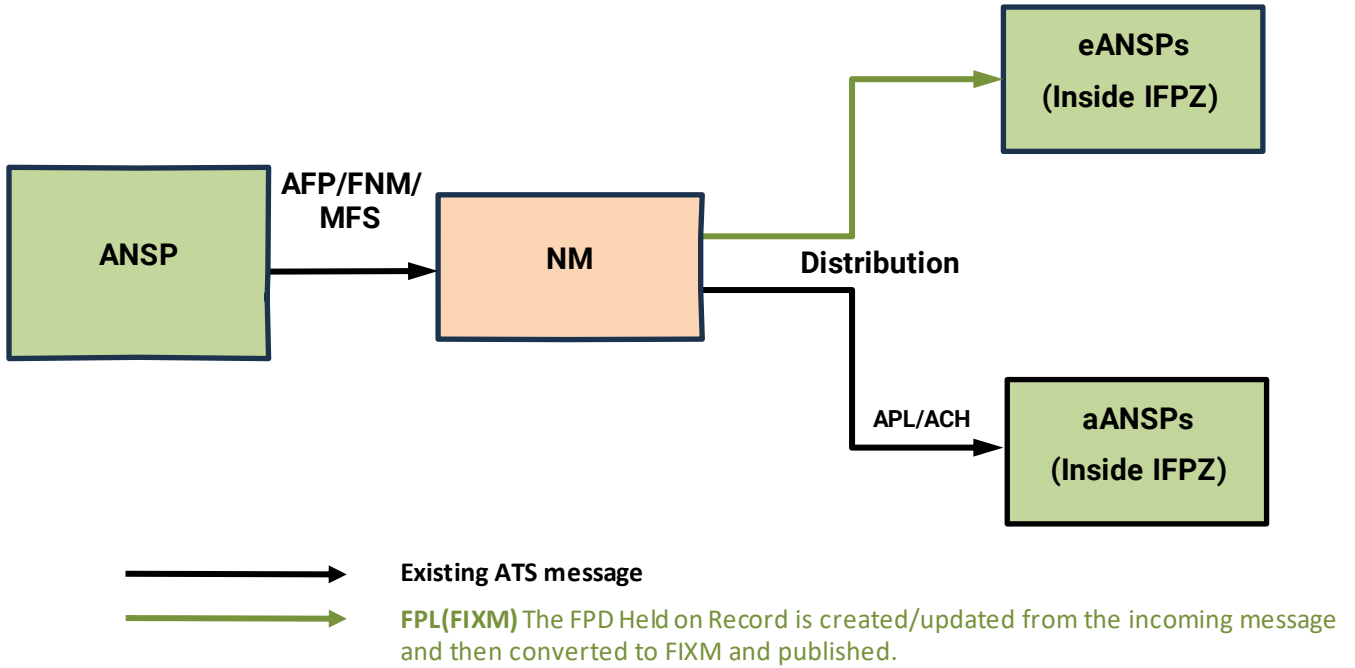 eANSPs
(Inside IFPZ)
AFP/FNM/
MFS
ANSP
NM
Distribution
APL/ACH
aANSPs
(Inside IFPZ)
Existing ATS message
FPL(FIXM) The FPD Held on Record is created/updated from the incoming message
and then converted to FIXM and published.